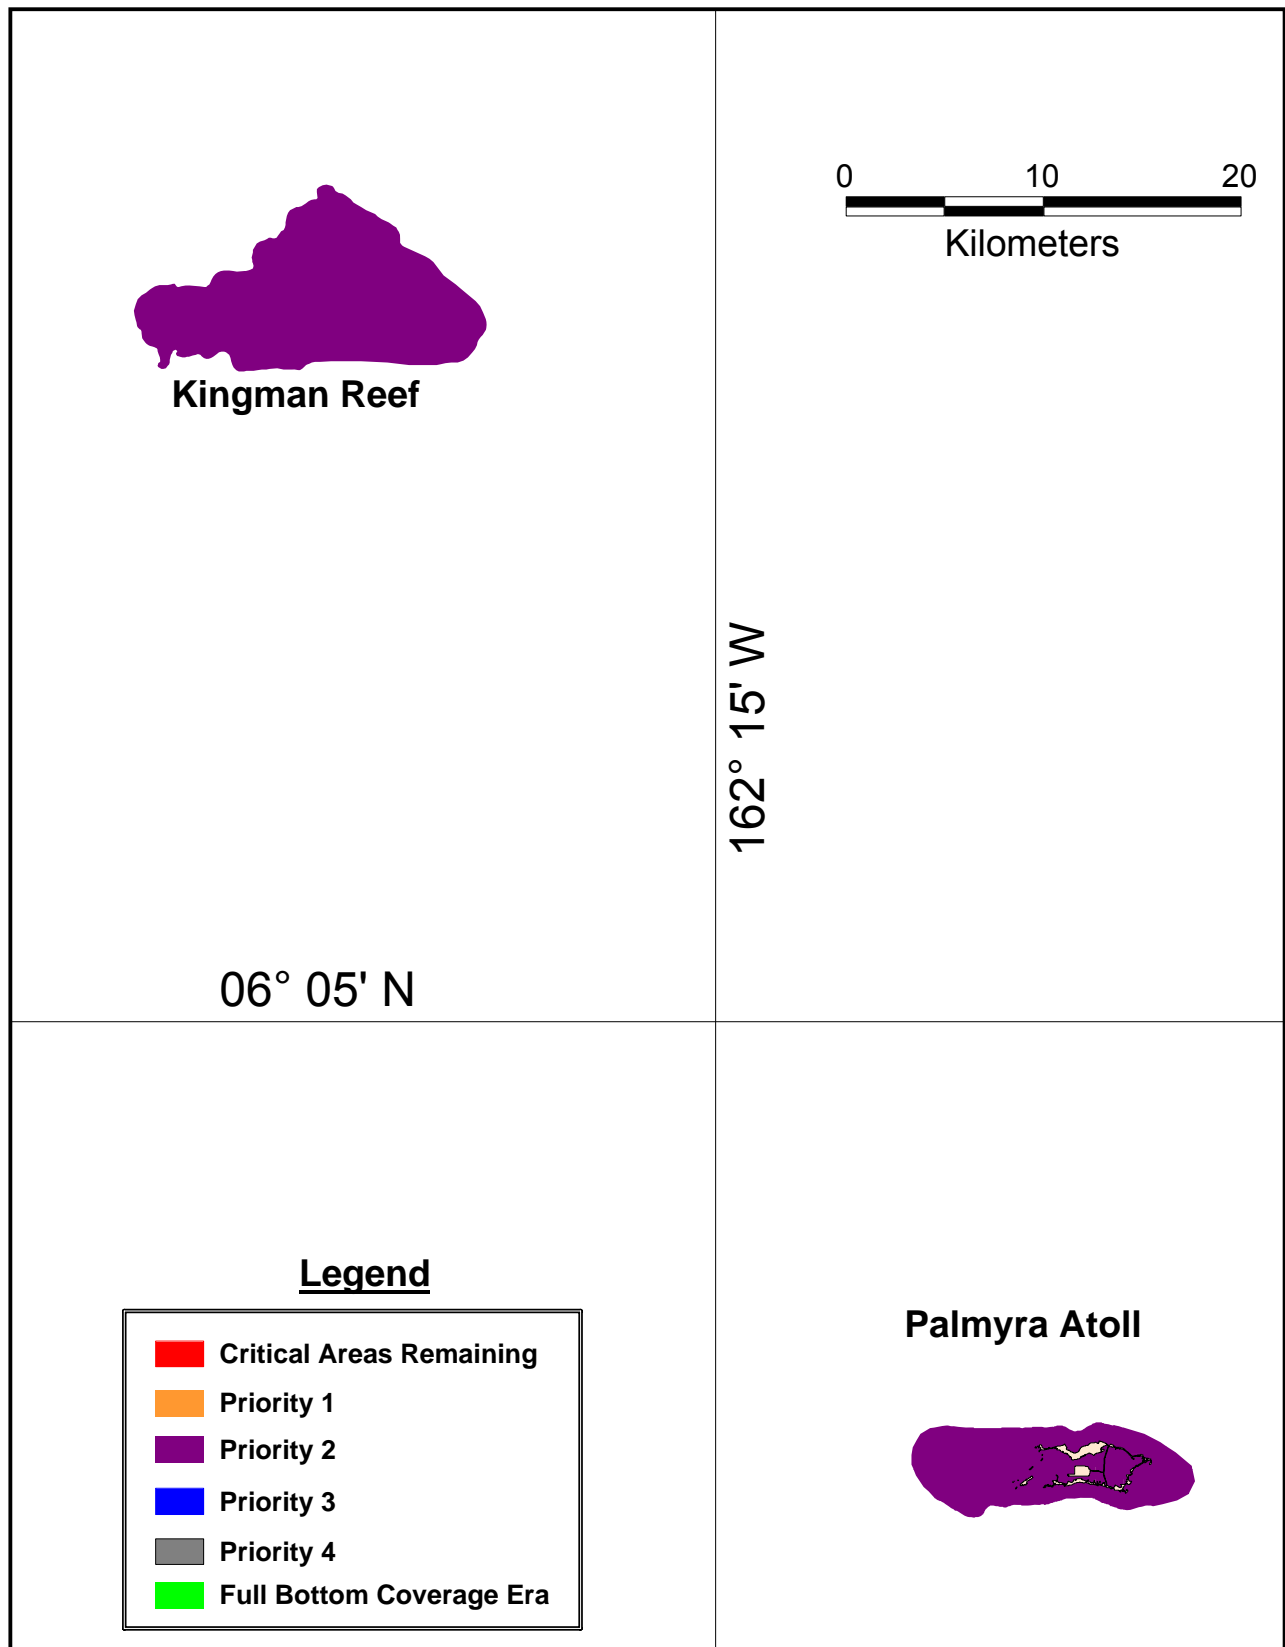 0 10 20
Kilometers
Kingman Reef
162° 15' W
06° 05' N
Legend
Critical Areas Remaining
Priority 1
Priority 2
Priority 3
Priority 4
Full Bottom Coverage Era
Palmyra Atoll